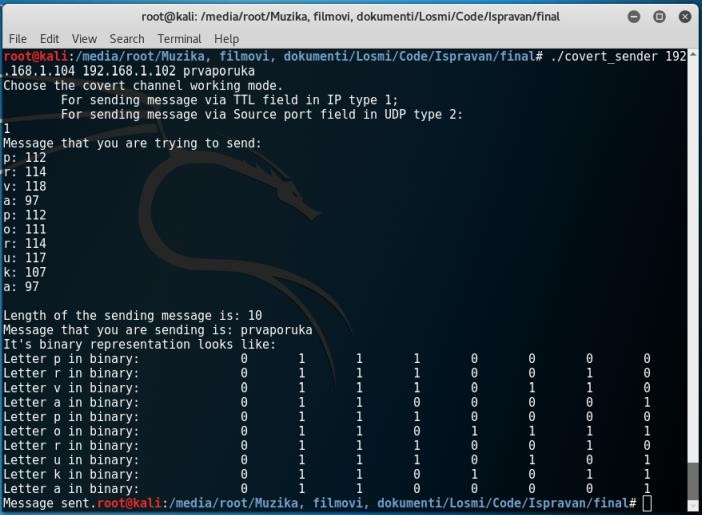 root@kali: /media/root/Muzika, filmovi, dokumenti/Losmi/Code/Ispravan/final
File Edit View Search Terminal Help
root@kali:/media/root/Muzika, filmovi, dokumenti/Losmi/Code/Ispravan/final# ./covert_sender 192
.168.1.104 192.168.1.102 prvaporuka
Choose the covert channel working mode.
For sending message via TTL field in IP type 1;
For sending message via Source port field in UDP type 2:
1
Message that you are trying to send:
p: 112
r: 114
v: 118
a: 97
p: 112
o: 111
r: 114
u: 117
k: 107
a: 97
Length of the sending message is: 10
Message that you are sending is: prvaporuka
It's binary representation looks like:
Letter p in binary: 0 1 1 1 0 0 0 0
Letter r in binary: 0 1 1 1 0 0 1 0
Letter v in binary: 0 1 1 1 0 1 1 0
Letter a in binary: 0 1 1 0 0 0 0 1
Letter p in binary: 0 1 1 1 0 0 0 0
Letter o in binary: 0 1 1 0 1 1 1 1
Letter r in binary: 0 1 1 1 0 0 1 0
Letter u in binary: 0 1 1 1 0 1 0 1
Letter k in binary: 0 1 1 0 1 0 1 1
Letter a in binary: 0 1 1 0 0 0 0 1
Message sent.root@kali:/media/root/Muzika, filmovi, dokumenti/Losmi/Code/Ispravan/final#